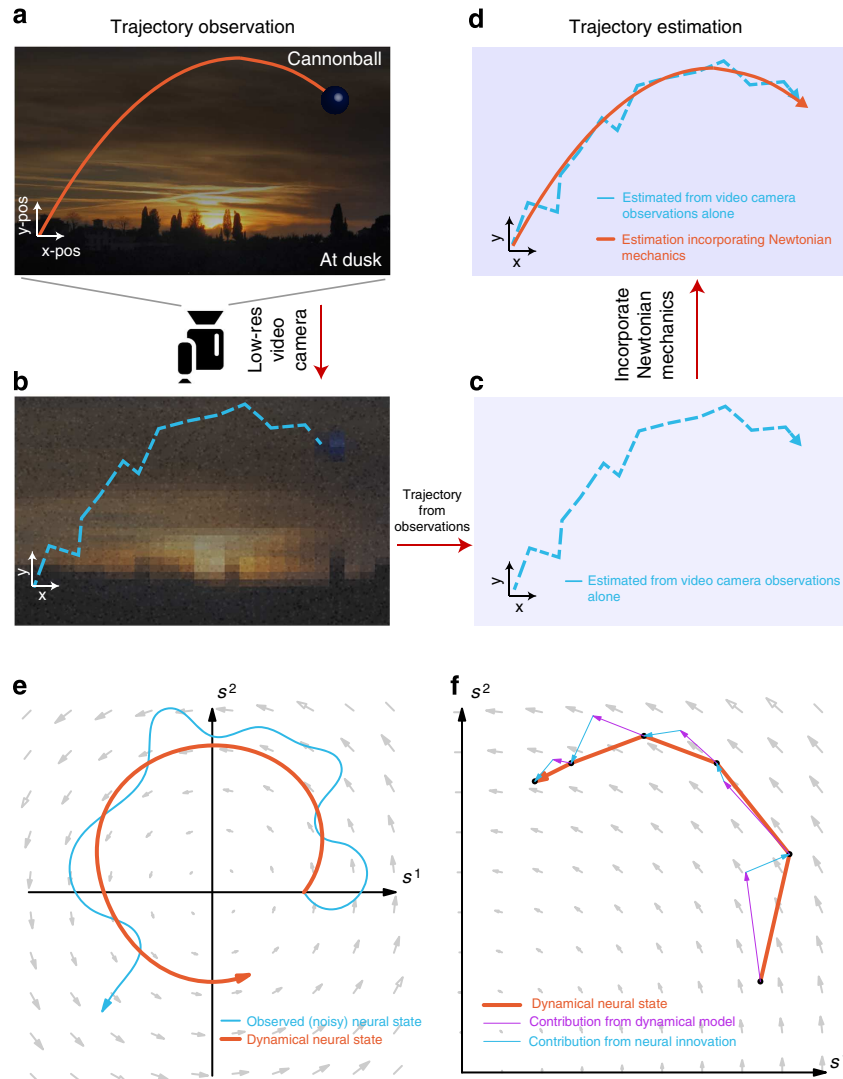 a
Trajectory observation
Cannonball
y-pos
x-pos
At dusk
Low-res
video
camera
b
y
x
Trajectory
from
observations
d
Trajectory estimation
Estimated from video camera
observations alone
Estimation incorporating Newtonian
mechanics
y
x
Incorporate
Newtonian
mechanics
c
Estimated from video camera observations
alone
y
x
e
s2
s1
Observed (noisy) neural state
Dynamical neural state
f
s2
Dynamical neural state
Contribution from dynamical model
Contribution from neural innovation
s